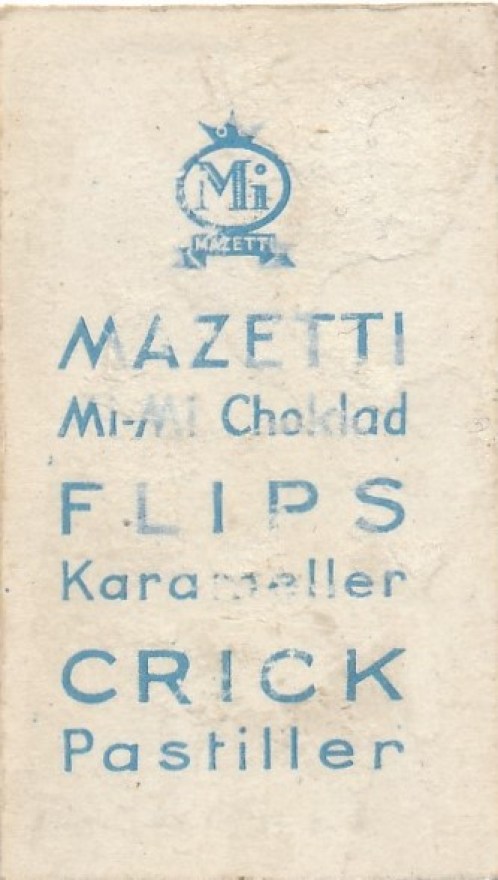 Mi
MAZETTI
MAZETTI
Mi-Mi Choklad
FLIPS
Karameller
CRICK
Pastiller